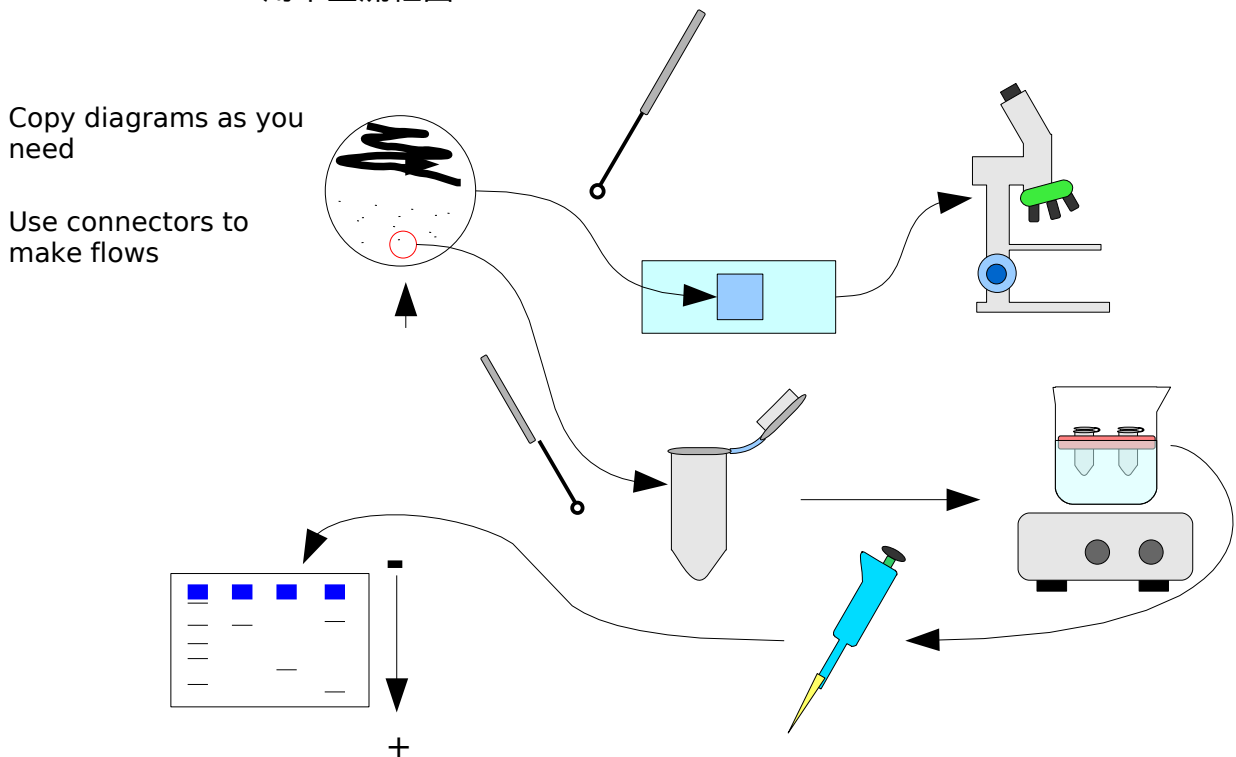 Copy diagrams as you
need
Use connectors to
make flows
-
+